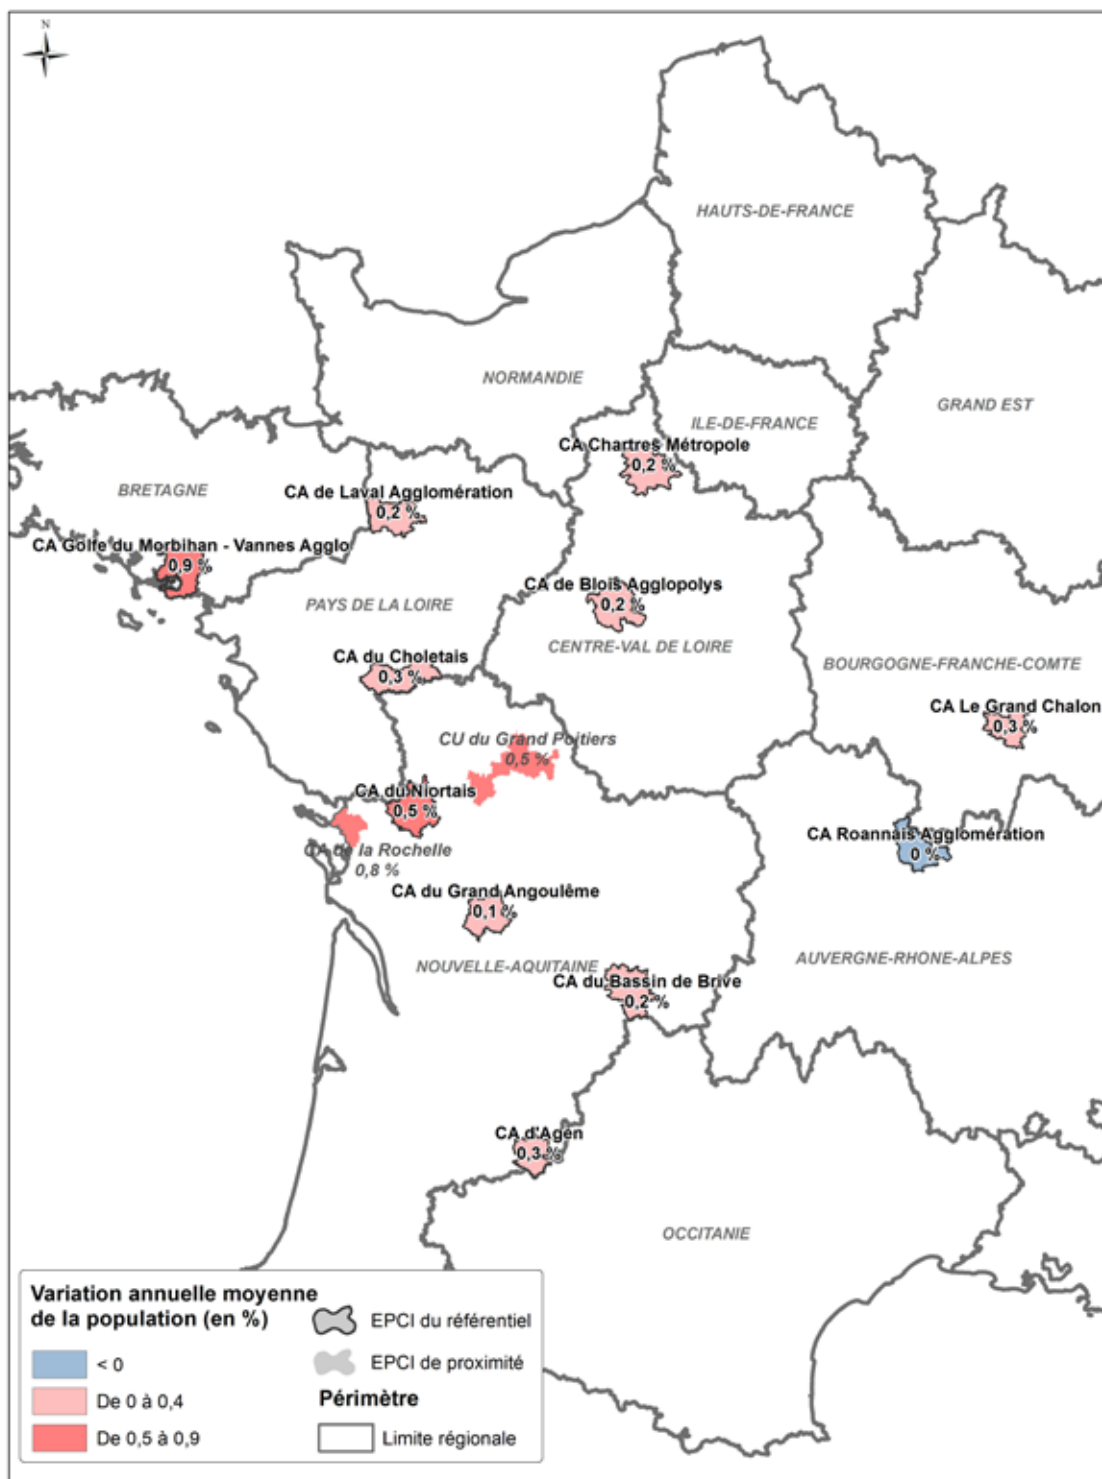 N
HAUTS-DE-FRANCE
NORMANDIE
ILE-DE-FRANCE
GRAND EST
CA Chartres Métropole
0,2 %
BRETAGNE
CA de Laval Agglomération
0,2 %
CA Golfe du Morbihan - Vannes Agglo
0,9 %
CA de Blois Agglopolys
0,2 %
PAYS DE LA LOIRE
CENTRE-VAL DE LOIRE
CA du Choletais
0,3 %
BOURGOGNE-FRANCHE-COMTE
CA Le Grand Chalon
0,3 %
CU du Grand Poitiers
0,5 %
CA du Niortais
0,5 %
CA Roannais Agglomération
0 %
CA de la Rochelle
0,8 %
CA du Grand Angoulême
0,1 %
NOUVELLE-AQUITAINE
AUVERGNE-RHONE-ALPES
CA du Bassin de Brive
0,2 %
CA d'Agen
0,3 %
OCCITANIE
Variation annuelle moyenne
de la population (en %)
< 0
De 0 à 0,4
De 0,5 à 0,9
EPCI du référentiel
EPCI de proximité
Périmètre
Limite régionale